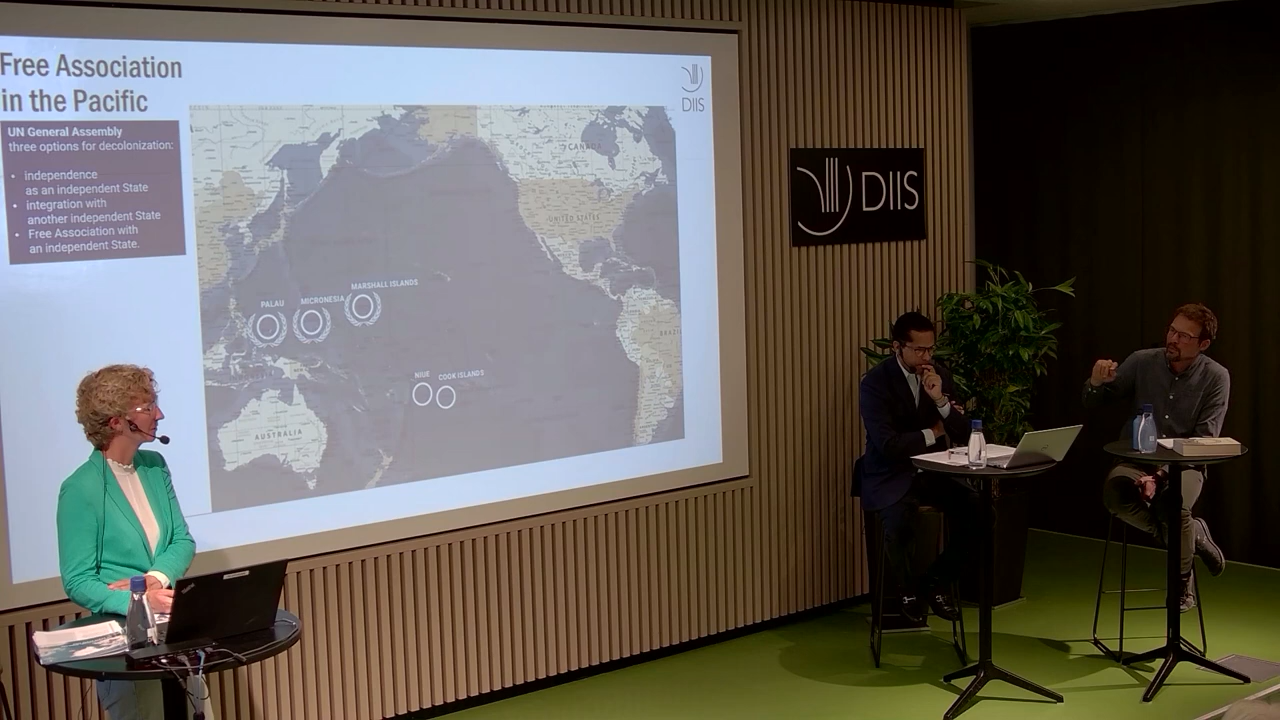 Free Association
in the Pacific
DIIS
UN General Assembly
three options for decolonization:
• independence
as an independent State
• integration with
another independent State
• Free Association with
an independent State.
CANADA
UNITED STATES
MARSHALL ISLANDS
MICRONESIA
PALAU
NIUE
COOK ISLANDS
AUSTRALIA
DIIS